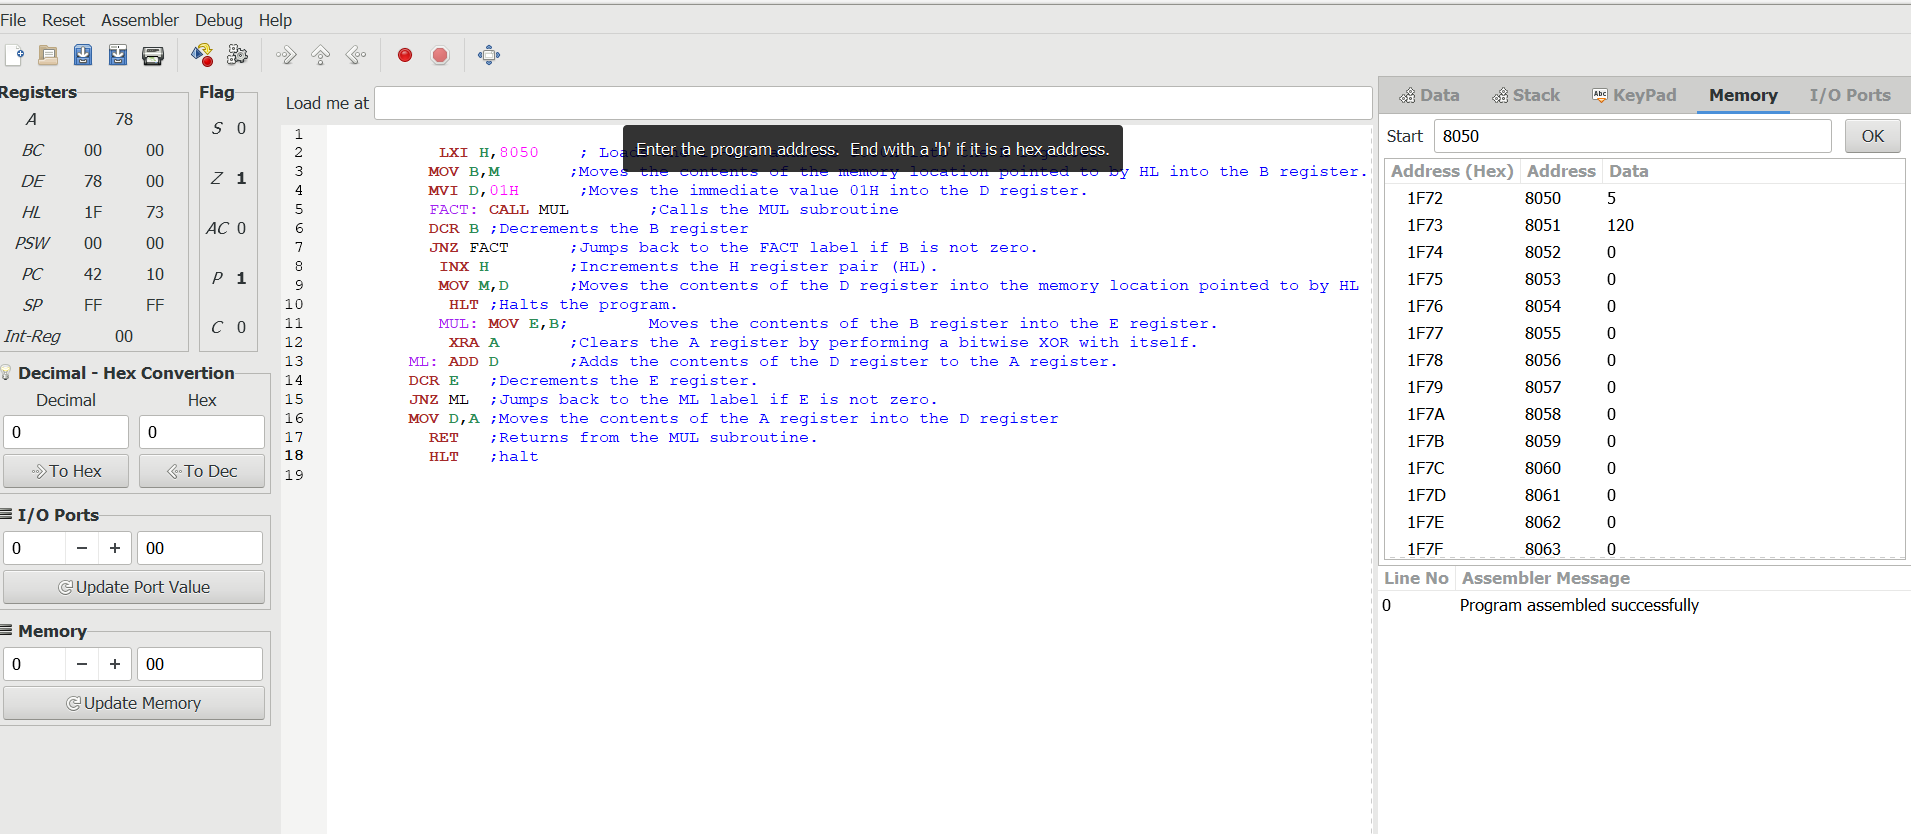 File Reset Assembler Debug Help
Registers
A 78
BC 00 00
DE 78 00
HL 1F 73
PSW 00 00
PC 42 10
SP FF FF
Int-Reg 00
Flag
S 0
Z 1
AC 0
P 1
C 0
Decimal - Hex Convertion
Decimal Hex
0 0
To Hex To Dec
I/O Ports
0 − + 00
Update Port Value
Memory
0 − + 00
Update Memory
Load me at
Enter the program address. End with a 'h' if it is a hex address.
1
2 LXI H,8050 ;
3 MOV B,M ;Moves the contents of the memory location pointed to by HL into the B register.
4 MVI D,01H ;Moves the immediate value 01H into the D register.
5 FACT: CALL MUL ;Calls the MUL subroutine
6 DCR B ;Decrements the B register
7 JNZ FACT ;Jumps back to the FACT label if B is not zero.
8 INX H ;Increments the H register pair (HL).
9 MOV M,D ;Moves the contents of the D register into the memory location pointed to by HL
10 HLT ;Halts the program.
11 MUL: MOV E,B; Moves the contents of the B register into the E register.
12 XRA A ;Clears the A register by performing a bitwise XOR with itself.
13 ML: ADD D ;Adds the contents of the D register to the A register.
14 DCR E ;Decrements the E register.
15 JNZ ML ;Jumps back to the ML label if E is not zero.
16 MOV D,A ;Moves the contents of the A register into the D register
17 RET ;Returns from the MUL subroutine.
18 HLT ;halt
19
Data Stack KeyPad Memory I/O Ports
Start 8050 OK
Address (Hex) Address Data
1F72 8050 5
1F73 8051 120
1F74 8052 0
1F75 8053 0
1F76 8054 0
1F77 8055 0
1F78 8056 0
1F79 8057 0
1F7A 8058 0
1F7B 8059 0
1F7C 8060 0
1F7D 8061 0
1F7E 8062 0
1F7F 8063 0
Line No Assembler Message
0 Program assembled successfully